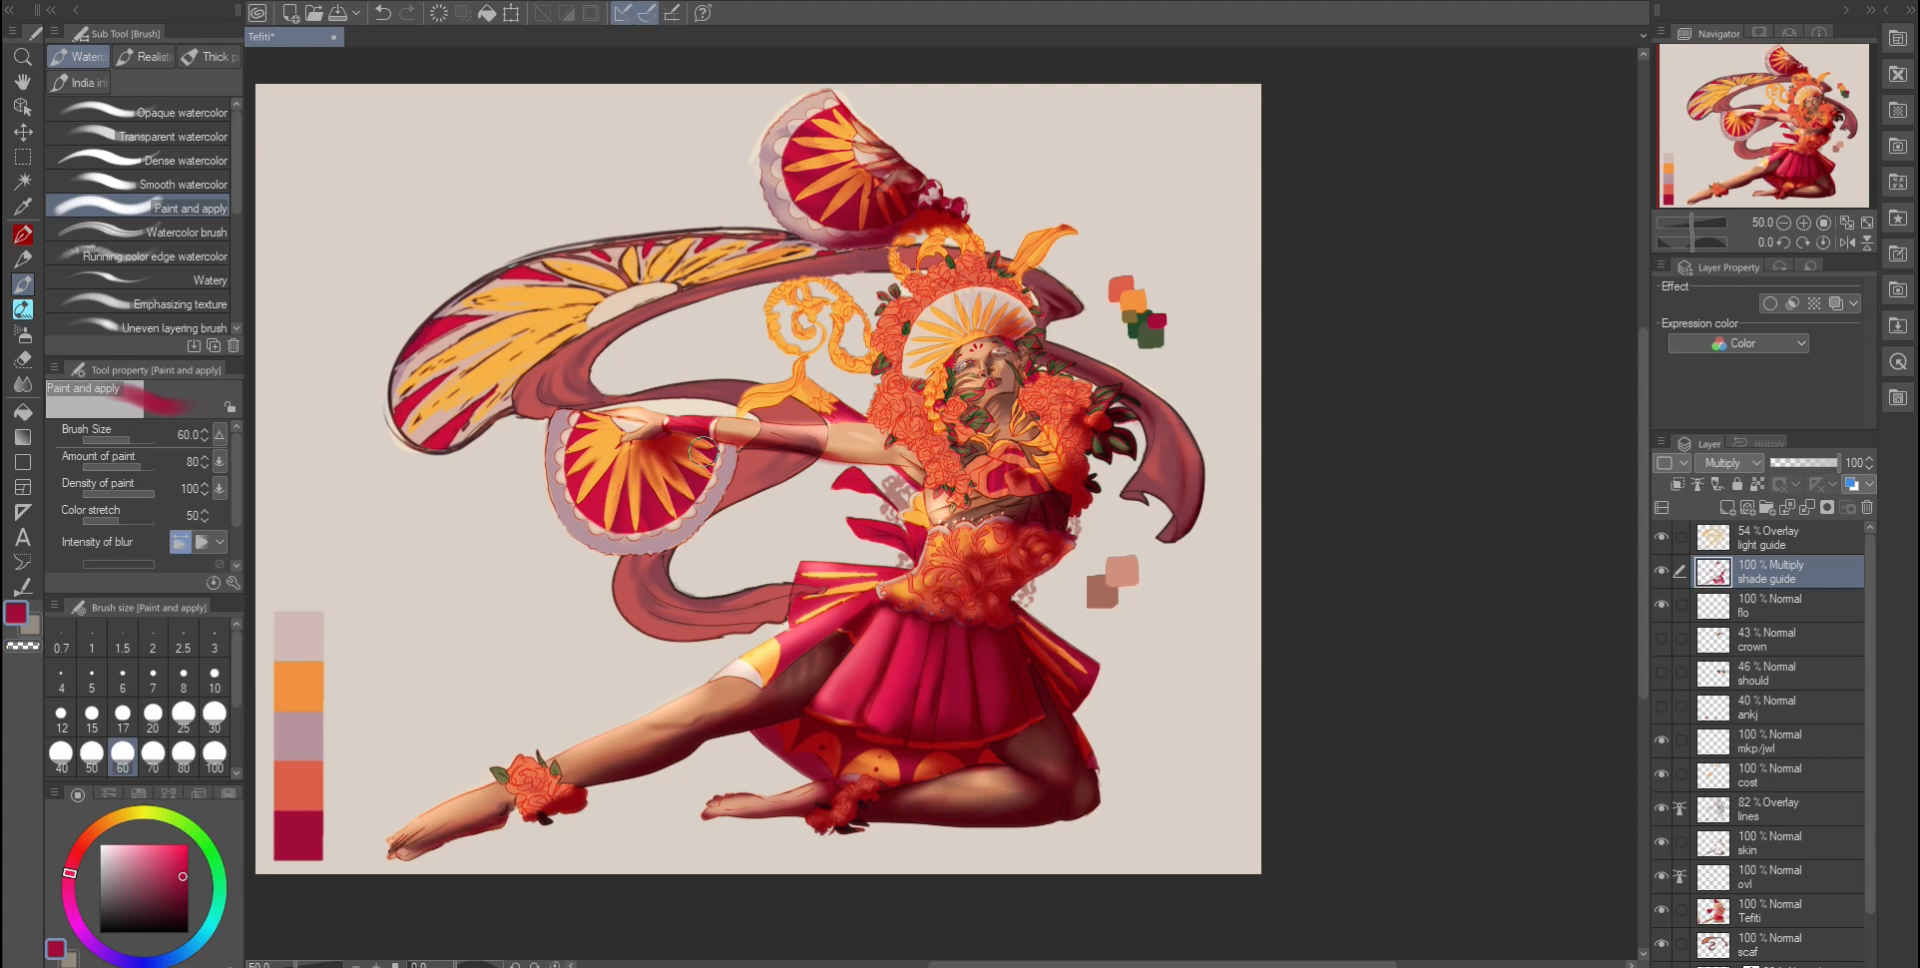 Sub Tool [Brush]
Realist
Thick p
India in
Opaque watercolor
Transparent watercolor
Dense watercolor
Smooth watercolor
Paint and apply
Watercolor brush
Running color edge watercolor
Watery
Emphasizing texture
Uneven layering brush
Tool property [Paint and apply]
Paint and apply
Brush Size
60.0
Amount of paint
80
Density of paint
100
Color stretch
50
Intensity of blur
Brush size [Paint and apply]
0.7 1 1.5 2 2.5 3
4 5 6 7 8 10
12 15 17 20 25 30
40 50 60 70 80 100
Tefiti*
50.0
0.0
Navigator
50.0
0.0
Layer Property
Effect
Expression color
Color
Layer
History
Multiply
100
54 % Overlay
light guide
100 % Multiply
shade guide
100 % Normal
flo
43 % Normal
crown
46 % Normal
should
40 % Normal
ankj
100 % Normal
mkp/jwl
100 % Normal
cost
82 % Overlay
lines
100 % Normal
skin
100 % Normal
ovl
100 % Normal
Tefiti
100 % Normal
scaf